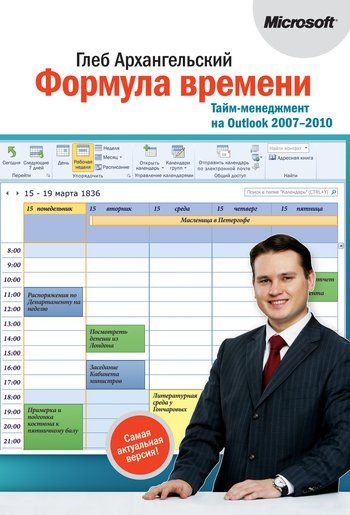 Microsoft®
Глеб Архангельский
Формула времени
Тайм-менеджмент
на Outlook 2007–2010
Сегодня
Следующие 7 дней
День
Рабочая неделя
Неделя
Месяц
Расписание
Открыть календарь
Календари группы
Отправить календарь по электронной почте
Найти контакт
Адресная книга
Перейти
Упорядочить
Управление календарями
Общий доступ
Найти
15 - 19 марта 1836
Поиск в папке "Календарь" (CTRL+У)
15 понедельник
15 вторник
15 среда
15 четверг
15 пятница
Масленица в Петергофе
8:00
9:00
10:00
11:00
12:00
13:00
14:00
15:00
16:00
17:00
18:00
19:00
20:00
21:00
Распоряжения по
Департаменту на
неделю
Посмотреть
депеши из
Лондона
Заседание
Кабинета
министров
Литературная
среда у
Гончаровых
Примерка и
подгонка
костюма к
пятничному балу
Самая
актуальная
версия!